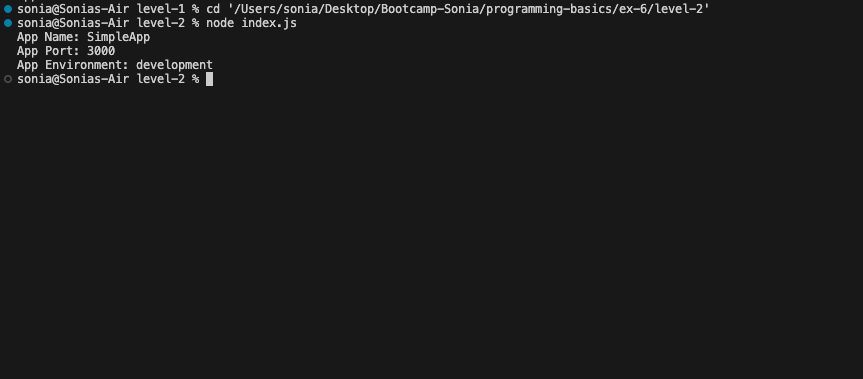 sonia@Sonias-Air level-1 % cd '/Users/sonia/Desktop/Bootcamp-Sonia/programming-basics/ex-6/level-2'
sonia@Sonias-Air level-2 % node index.js
App Name: SimpleApp
App Port: 3000
App Environment: development
sonia@Sonias-Air level-2 %